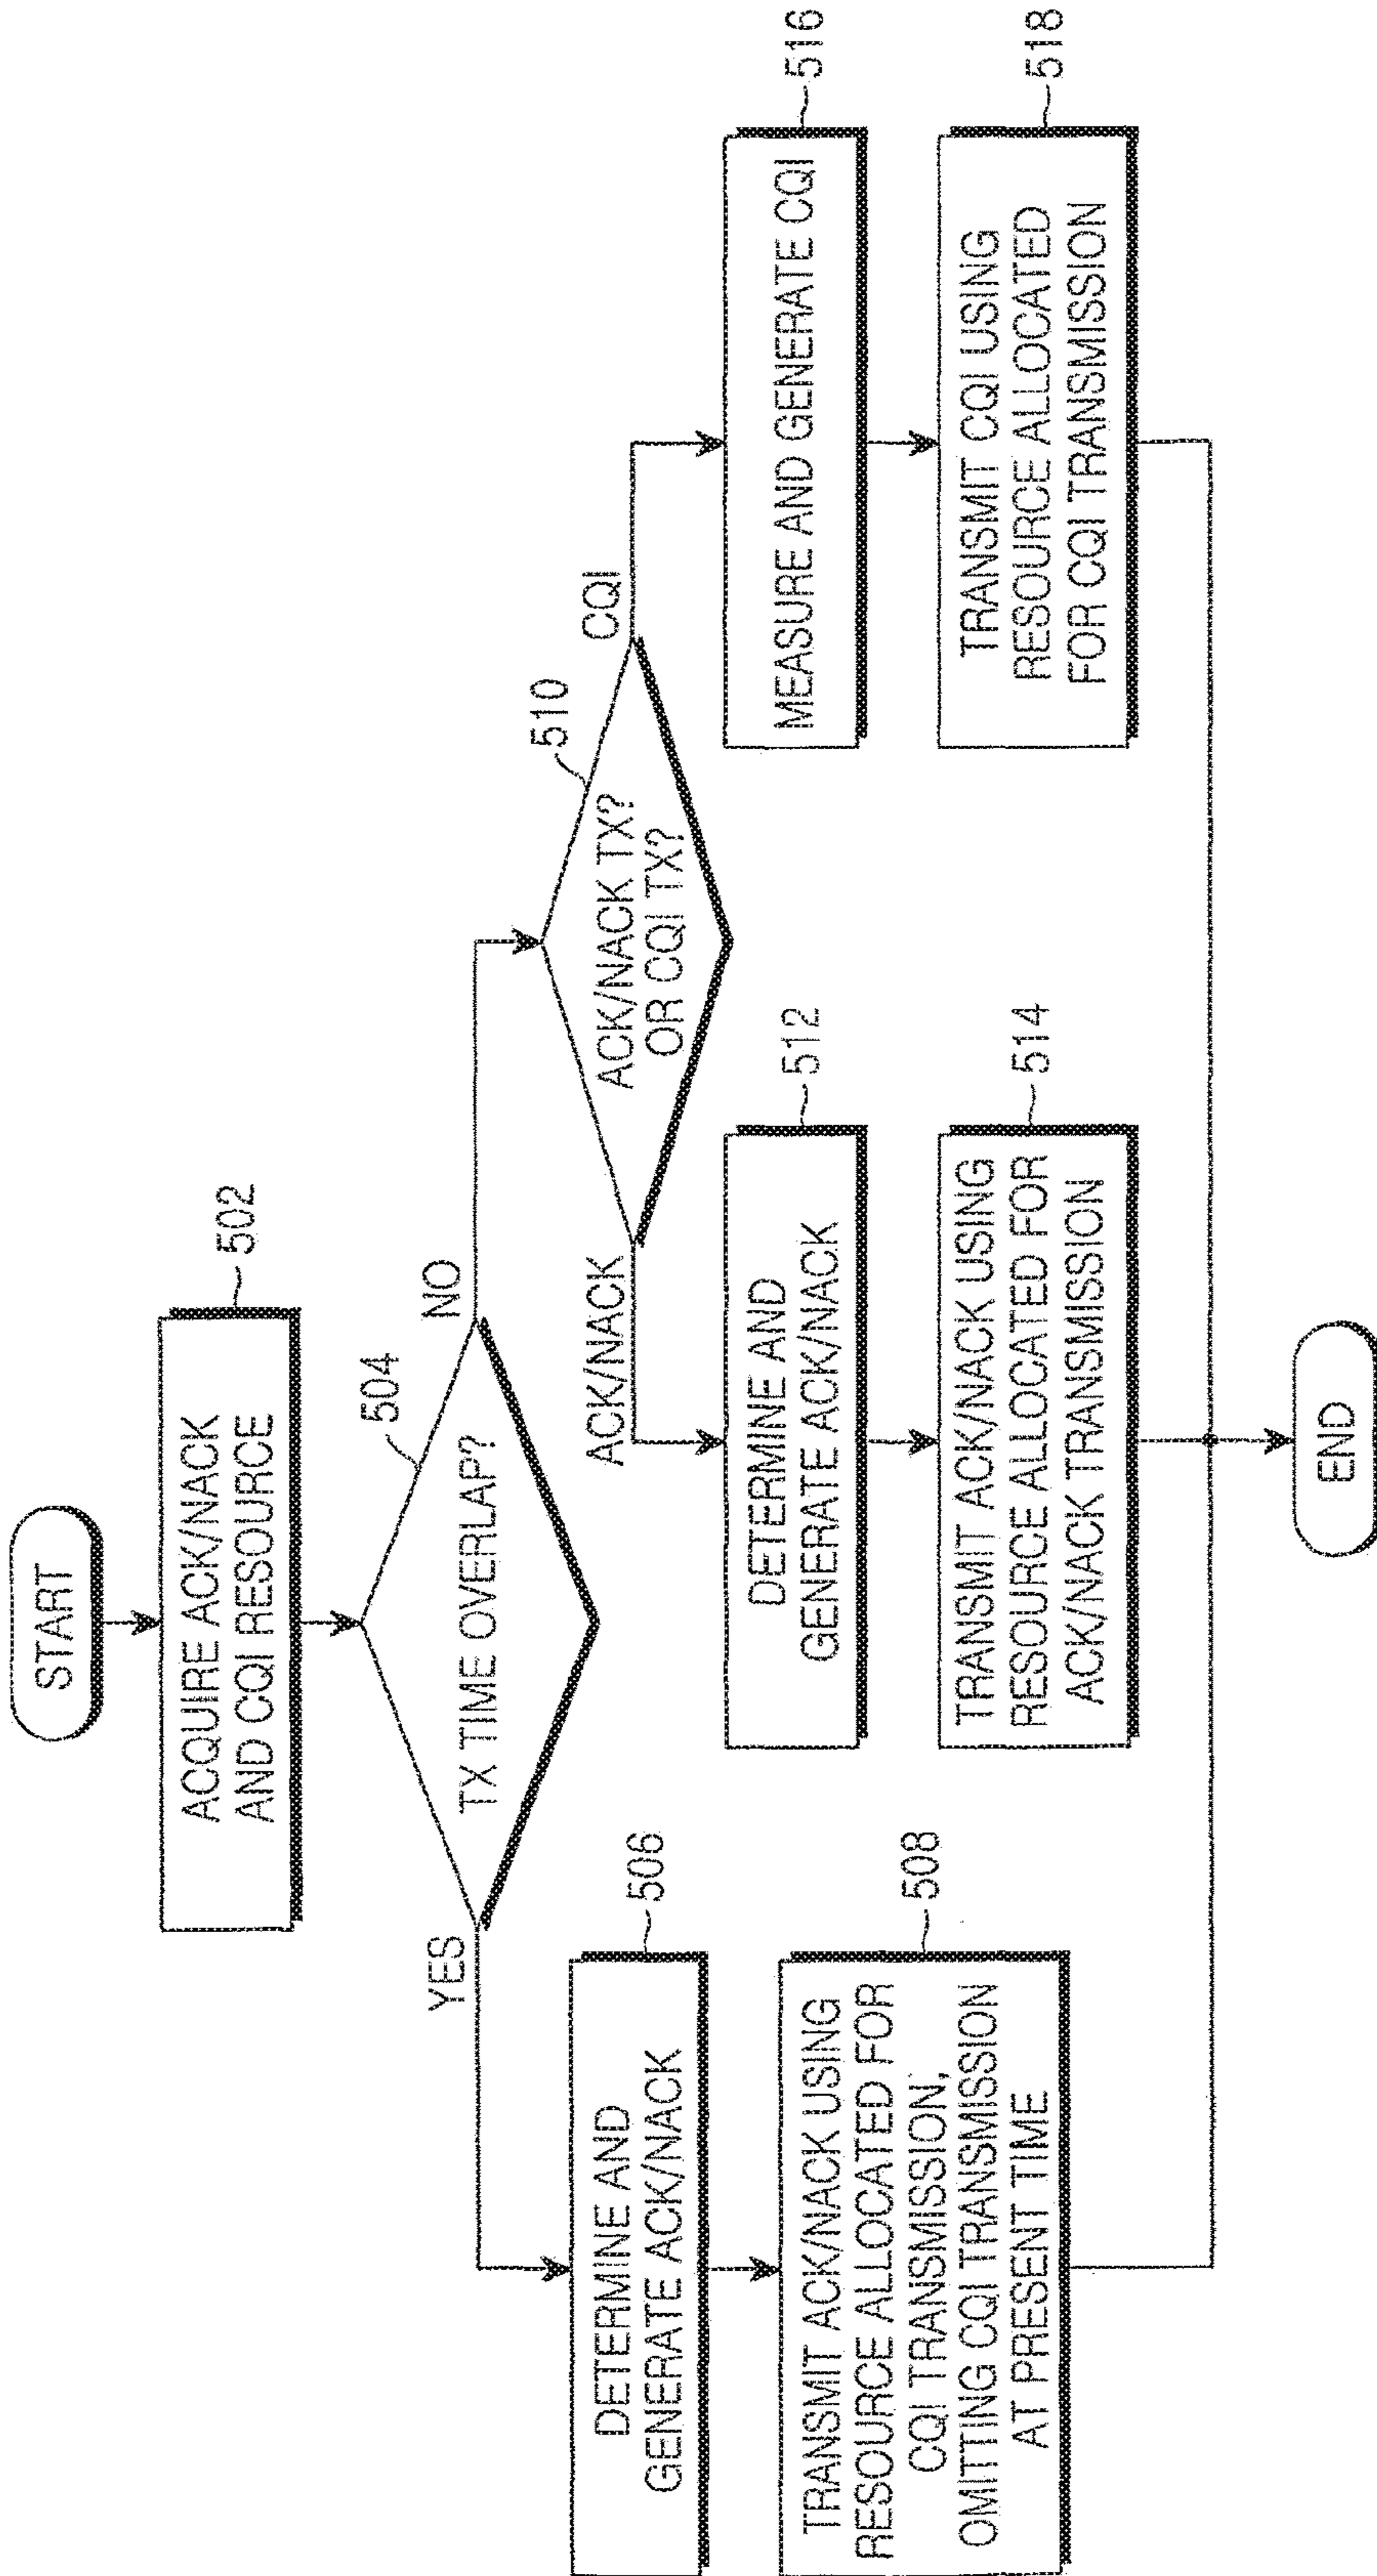 START
ACQUIRE ACK/NACK
AND CQI RESOURCE
502
TX TIME OVERLAP?
504
YES
NO
DETERMINE AND
GENERATE ACK/NACK
506
TRANSMIT ACK/NACK USING
RESOURCE ALLOCATED FOR
CQI TRANSMISSION,
OMITTING CQI TRANSMISSION
AT PRESENT TIME
508
ACK/NACK TX?
OR CQI TX?
510
ACK/NACK
CQI
DETERMINE AND
GENERATE ACK/NACK
512
TRANSMIT ACK/NACK USING
RESOURCE ALLOCATED FOR
ACK/NACK TRANSMISSION
514
MEASURE AND GENERATE CQI
516
TRANSMIT CQI USING
RESOURCE ALLOCATED
FOR CQI TRANSMISSION
518
END